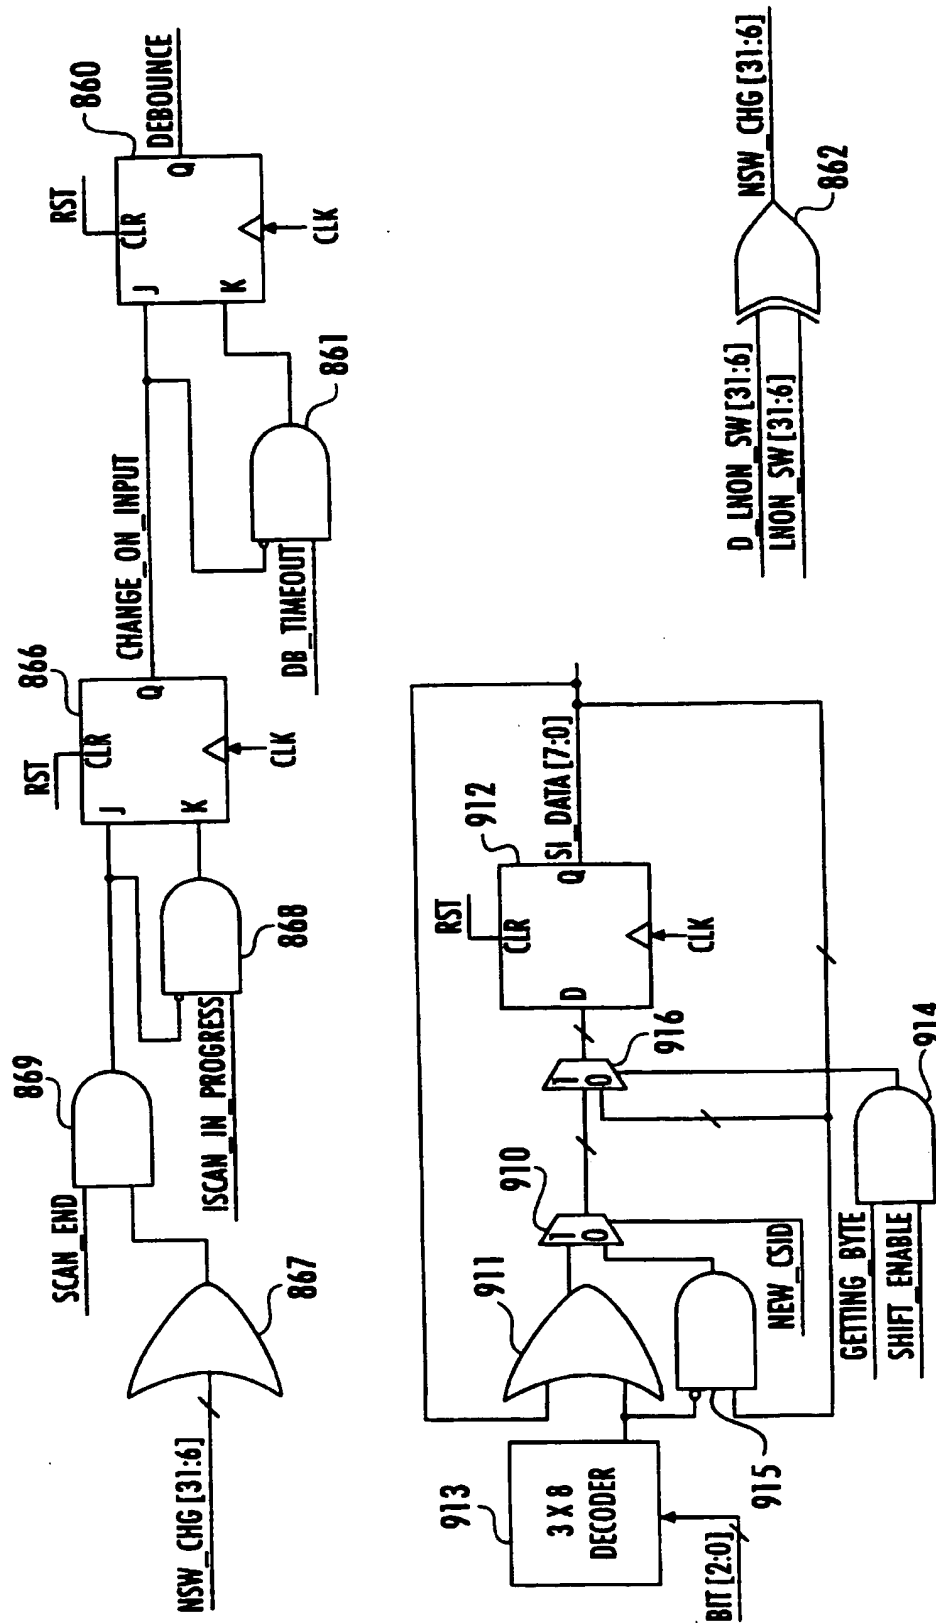 NSW_CHG [31:6]
867
SCAN_END
869
ISCAN_IN_PROGRESS
868
RST
866
J
CLR
Q
K
CLK
CHANGE_ON_INPUT
DB_TIMEOUT
861
RST
860
J
CLR
Q
K
CLK
DEBOUNCE
913
3 X 8
DECODER
BIT [2:0]
911
915
910
1
0
NEW_CSID
916
1
0
GETTING_BYTE
SHIFT_ENABLE
914
RST
912
D
CLR
Q
CLK
SI_DATA [7:0]
D_LNON_SW [31:6]
LNON_SW [31:6]
NSW_CHG [31:6]
862